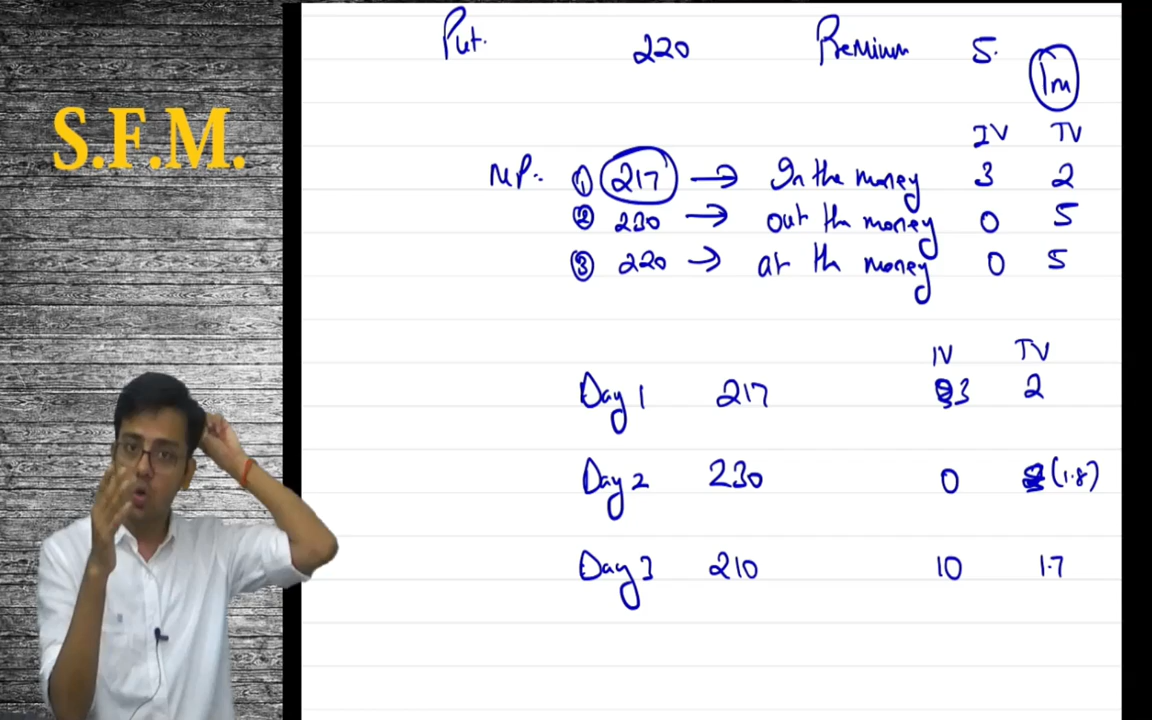 S.F.M.
Put. 220 Premium 5.
1m
IV TV
MP:- ① 217 → In the money 3 2
② 230 → out the money 0 5
③ 220 → at the money 0 5
IV TV
Day 1 217 3 2
Day 2 230 0 (1.8)
Day 3 210 10 1.7